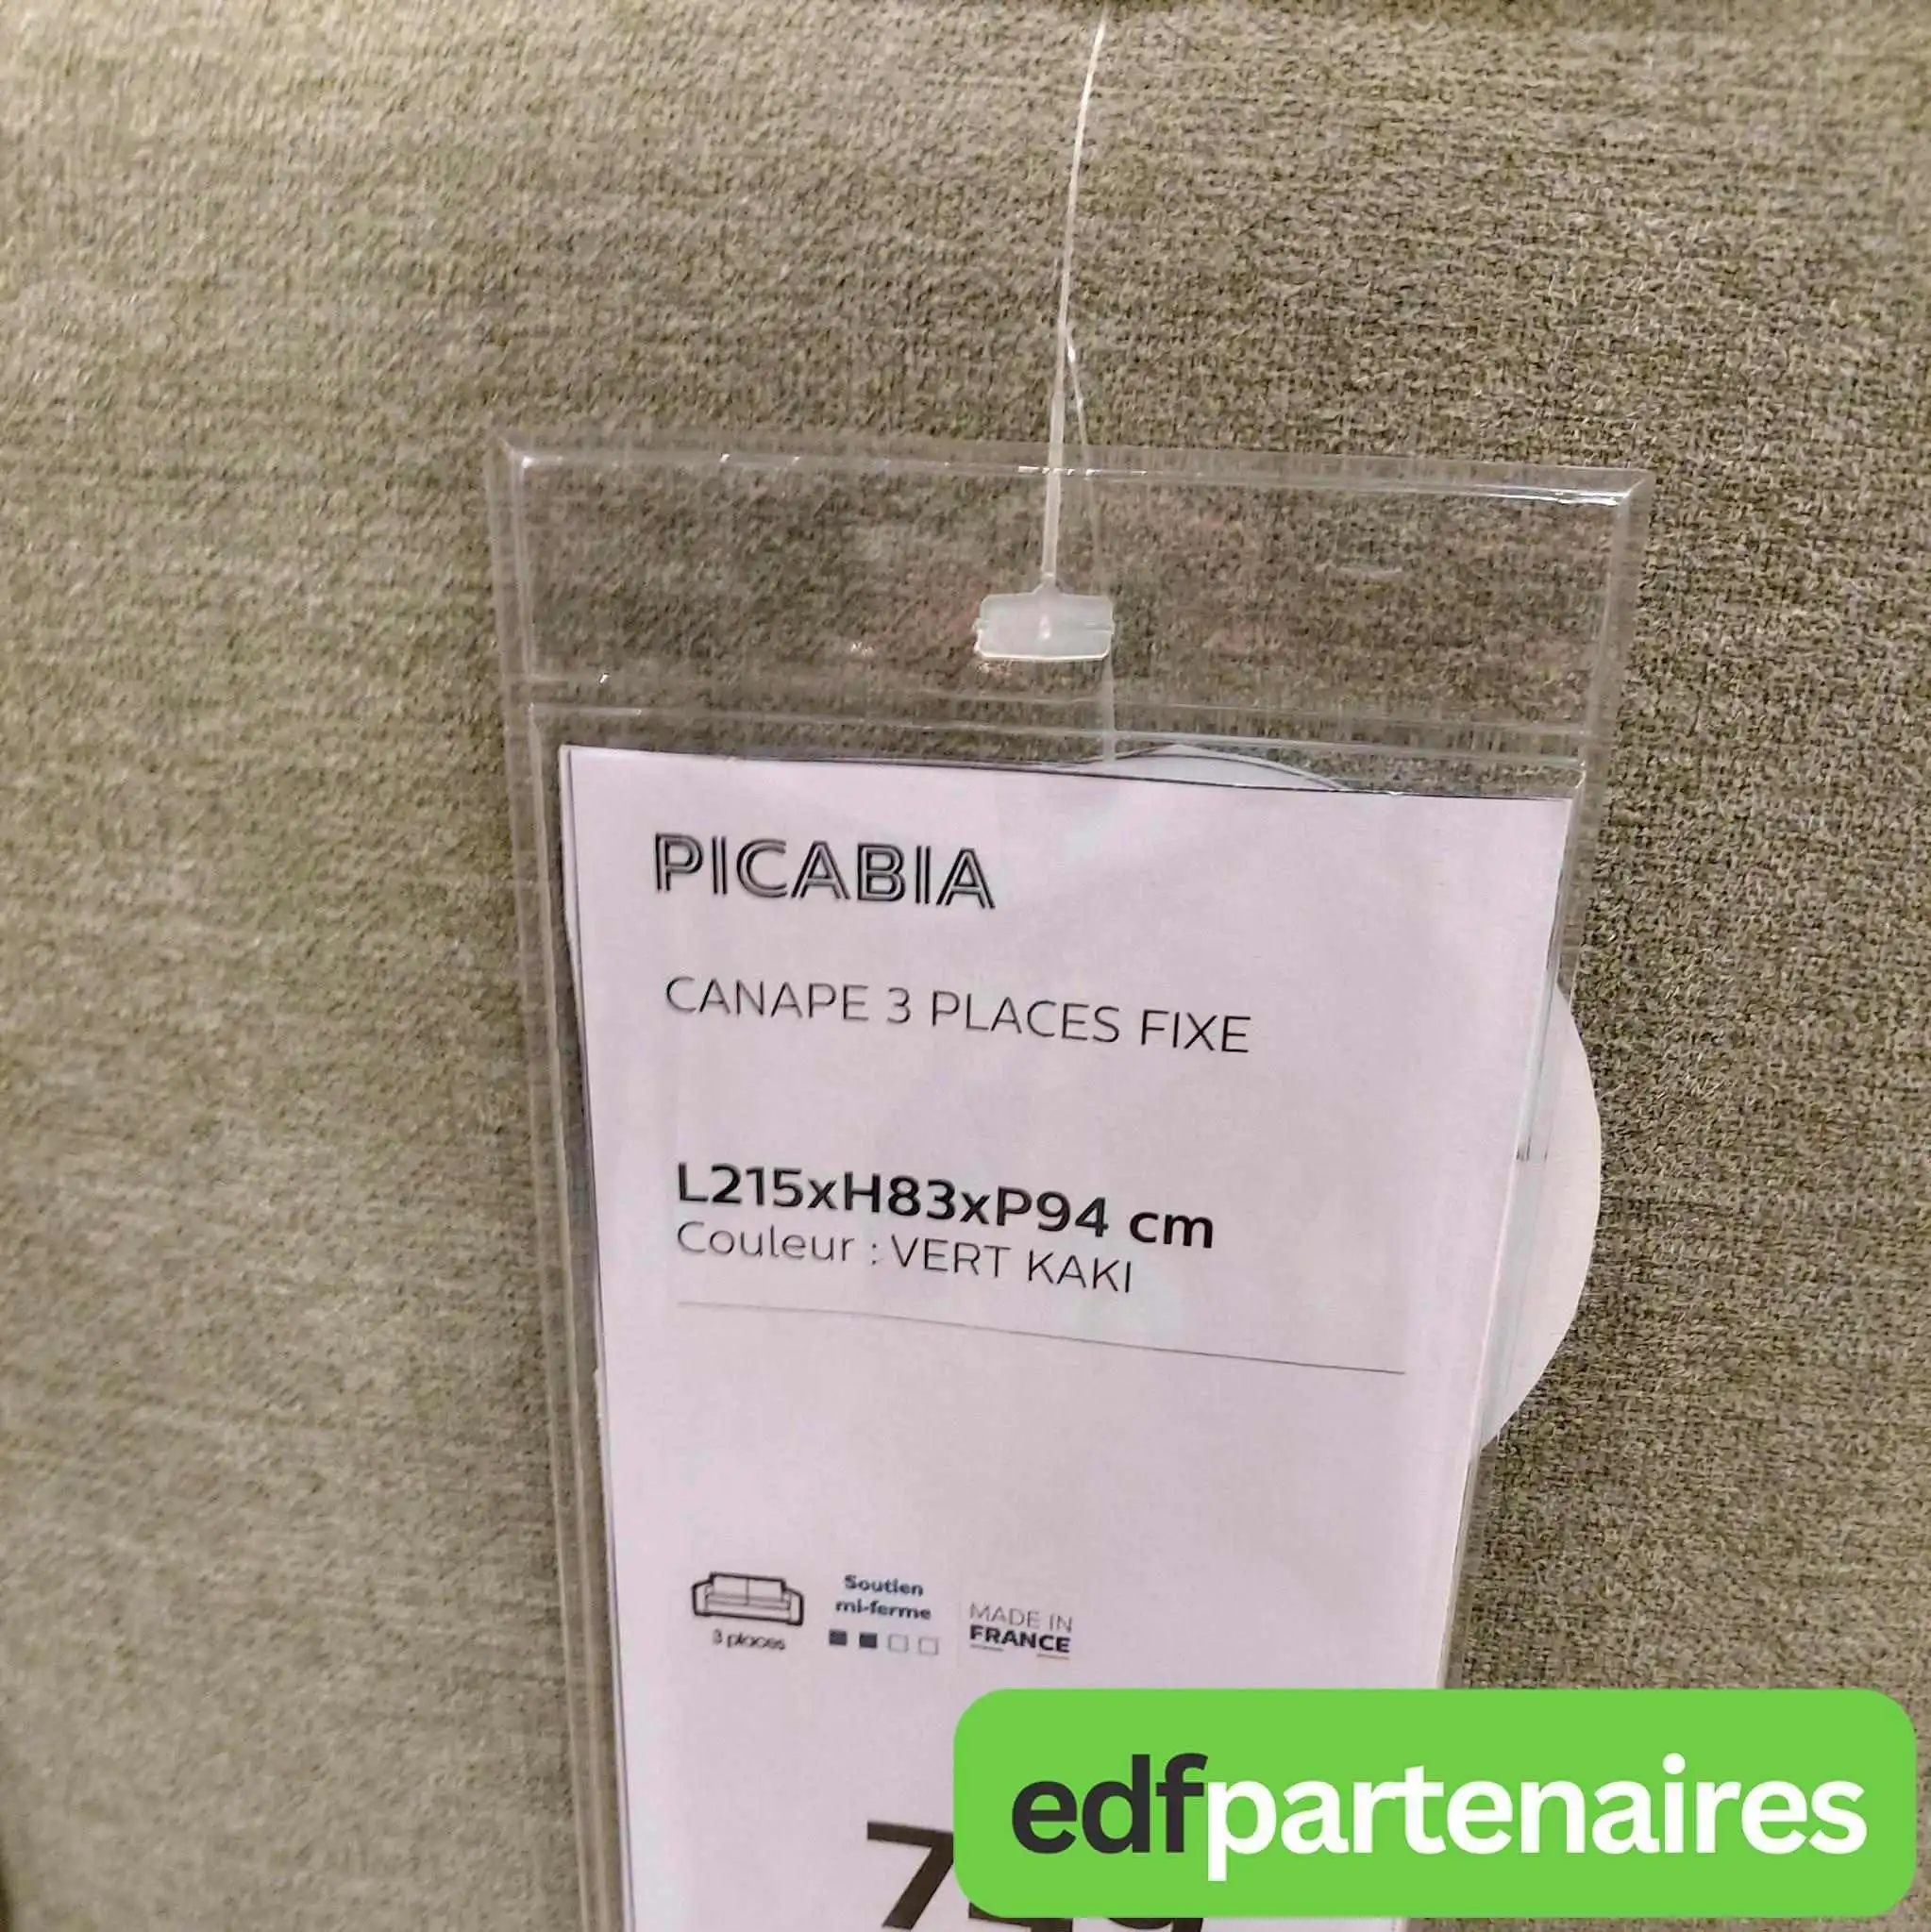 PICABIA
CANAPE 3 PLACES FIXE
L215xH83xP94 cm
Couleur : VERT KAKI
3 places
Soutien
mi-ferme
MADE IN
FRANCE
edfpartenaires